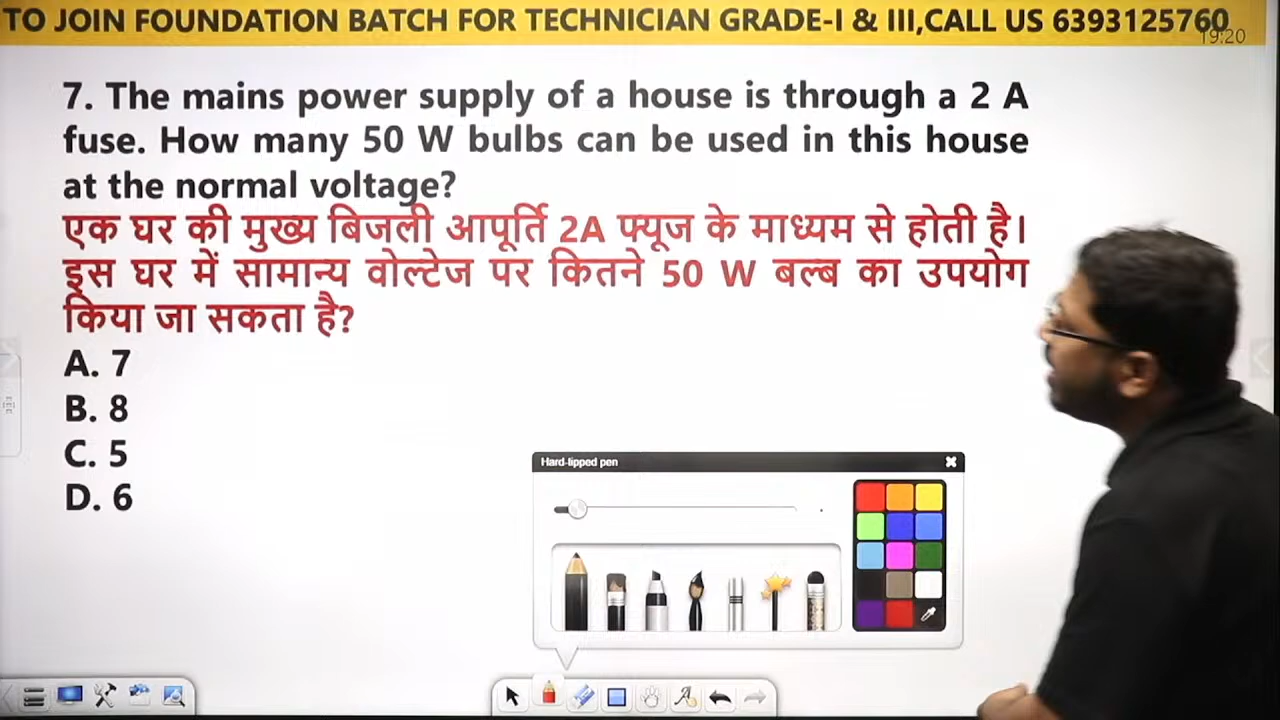 TO JOIN FOUNDATION BATCH FOR TECHNICIAN GRADE-I & III,CALL US 6393125760
19:20
7. The mains power supply of a house is through a 2 A
fuse. How many 50 W bulbs can be used in this house
at the normal voltage?
एक घर की मुख्य बिजली आपूर्ति 2A फ्यूज के माध्यम से होती है।
इस घर में सामान्य वोल्टेज पर कितने 50 W बल्ब का उपयोग
किया जा सकता है?
A. 7
B. 8
C. 5
D. 6
Hard-lipped pen